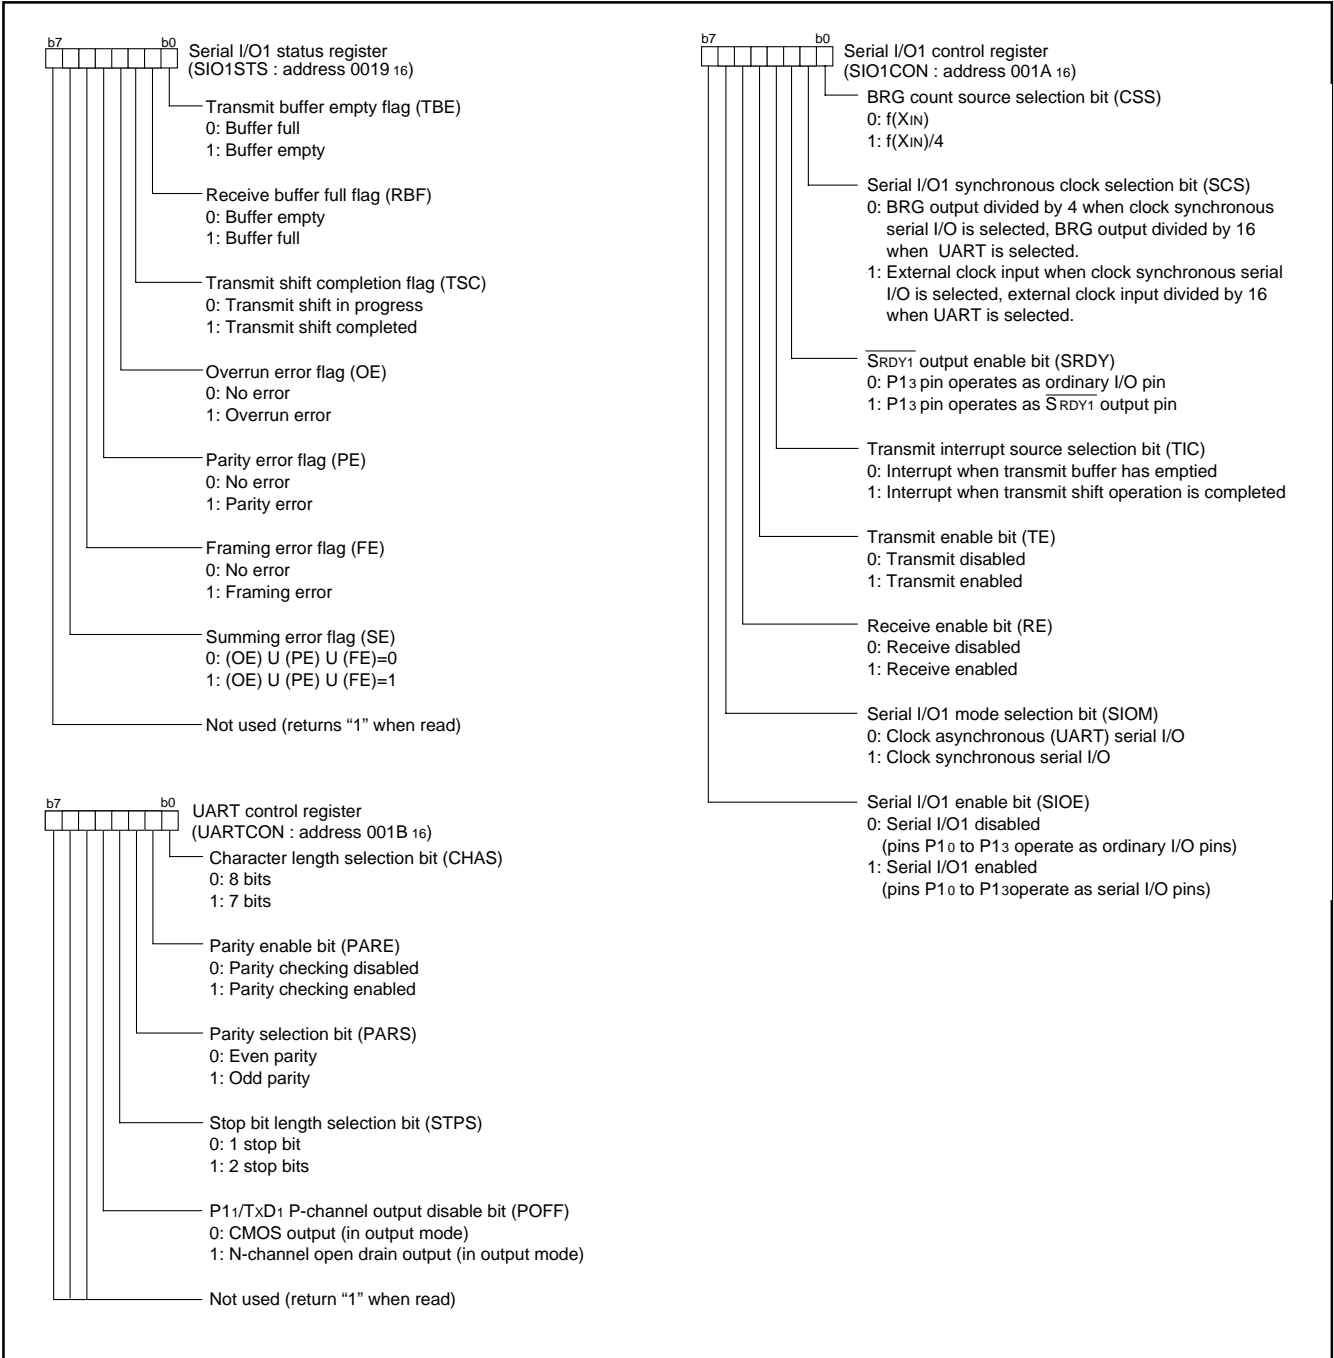 b7 b0
Serial I/O1 status register
(SIO1STS : address 0019 16)
Transmit buffer empty flag (TBE)
0: Buffer full
1: Buffer empty
Receive buffer full flag (RBF)
0: Buffer empty
1: Buffer full
Transmit shift completion flag (TSC)
0: Transmit shift in progress
1: Transmit shift completed
Overrun error flag (OE)
0: No error
1: Overrun error
Parity error flag (PE)
0: No error
1: Parity error
Framing error flag (FE)
0: No error
1: Framing error
Summing error flag (SE)
0: (OE) U (PE) U (FE)=0
1: (OE) U (PE) U (FE)=1
Not used (returns “1” when read)
b7 b0
UART control register
(UARTCON : address 001B 16)
Character length selection bit (CHAS)
0: 8 bits
1: 7 bits
Parity enable bit (PARE)
0: Parity checking disabled
1: Parity checking enabled
Parity selection bit (PARS)
0: Even parity
1: Odd parity
Stop bit length selection bit (STPS)
0: 1 stop bit
1: 2 stop bits
P11/TXD1 P-channel output disable bit (POFF)
0: CMOS output (in output mode)
1: N-channel open drain output (in output mode)
Not used (return “1” when read)
b7 b0
Serial I/O1 control register
(SIO1CON : address 001A 16)
BRG count source selection bit (CSS)
0: f(XIN)
1: f(XIN)/4
Serial I/O1 synchronous clock selection bit (SCS)
0: BRG output divided by 4 when clock synchronous
serial I/O is selected, BRG output divided by 16
when UART is selected.
1: External clock input when clock synchronous serial
I/O is selected, external clock input divided by 16
when UART is selected.
SRDY1 output enable bit (SRDY)
0: P13 pin operates as ordinary I/O pin
1: P13 pin operates as SRDY1 output pin
Transmit interrupt source selection bit (TIC)
0: Interrupt when transmit buffer has emptied
1: Interrupt when transmit shift operation is completed
Transmit enable bit (TE)
0: Transmit disabled
1: Transmit enabled
Receive enable bit (RE)
0: Receive disabled
1: Receive enabled
Serial I/O1 mode selection bit (SIOM)
0: Clock asynchronous (UART) serial I/O
1: Clock synchronous serial I/O
Serial I/O1 enable bit (SIOE)
0: Serial I/O1 disabled
(pins P10 to P13 operate as ordinary I/O pins)
1: Serial I/O1 enabled
(pins P10 to P13operate as serial I/O pins)